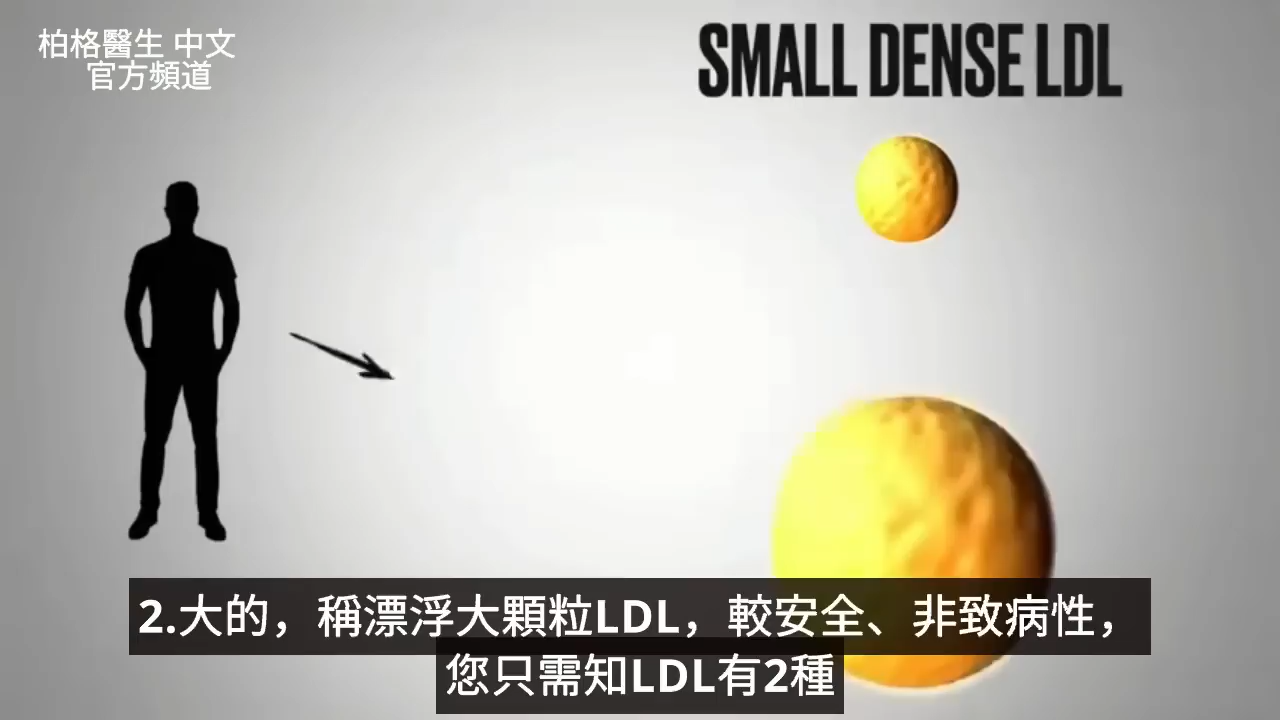 柏格醫生 中文
官方頻道
SMALL DENSE LDL
2.大的，稱漂浮大顆粒LDL，較安全、非致病性，
您只需知LDL有2種